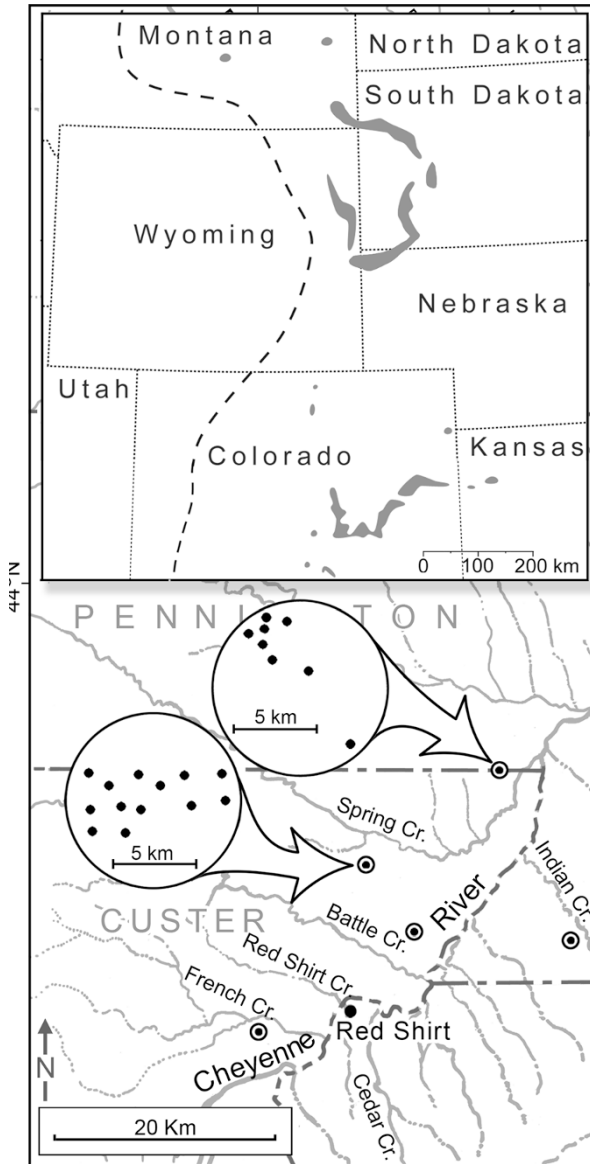 Montana
North Dakota
South Dakota
Wyoming
Nebraska
Utah
Colorado
Kansas
0 100 200 km
44°N
PENNINGTON
5 km
5 km
Spring Cr.
Indian Cr.
River
CUSTER
Battle Cr.
Red Shirt Cr.
French Cr.
Red Shirt
Cheyenne
N
Cedar Cr.
20 Km